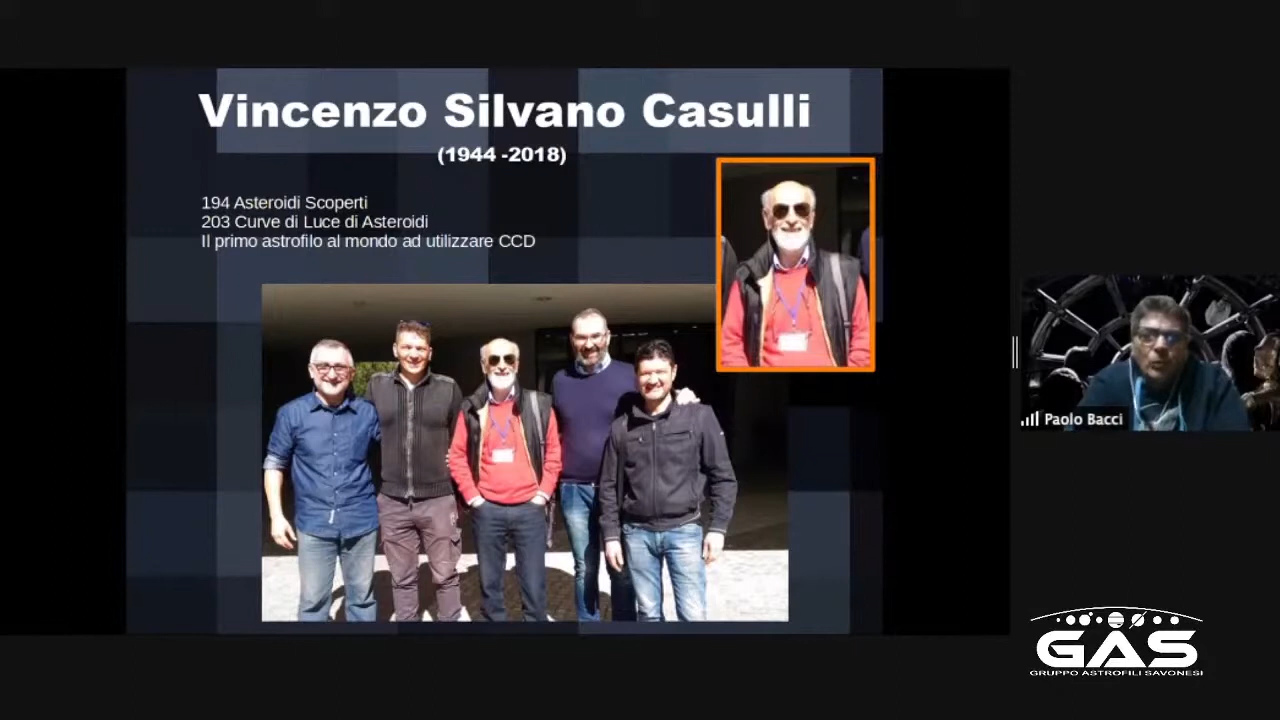 Vincenzo Silvano Casulli
(1944 -2018)
194 Asteroidi Scoperti
203 Curve di Luce di Asteroidi
Il primo astrofilo al mondo ad utilizzare CCD
Paolo Bacci
GAS
GRUPPO ASTROFILI SAVONESI